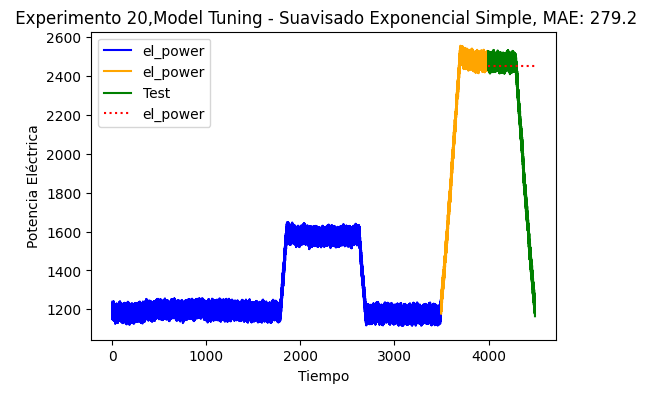 Experimento 20,Model Tuning - Suavisado Exponencial Simple, MAE: 279.2
2600
2400
2200
2000
1800
1600
1400
1200
Potencia Eléctrica
el_power
el_power
Test
el_power
0
1000
2000
3000
4000
Tiempo